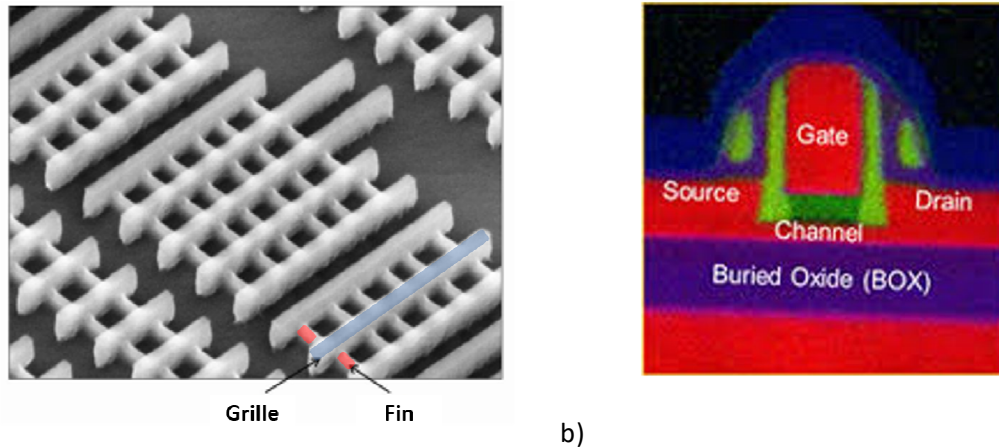 Grille
Fin
b)
Gate
Source
Drain
Channel
Buried Oxide (BOX)